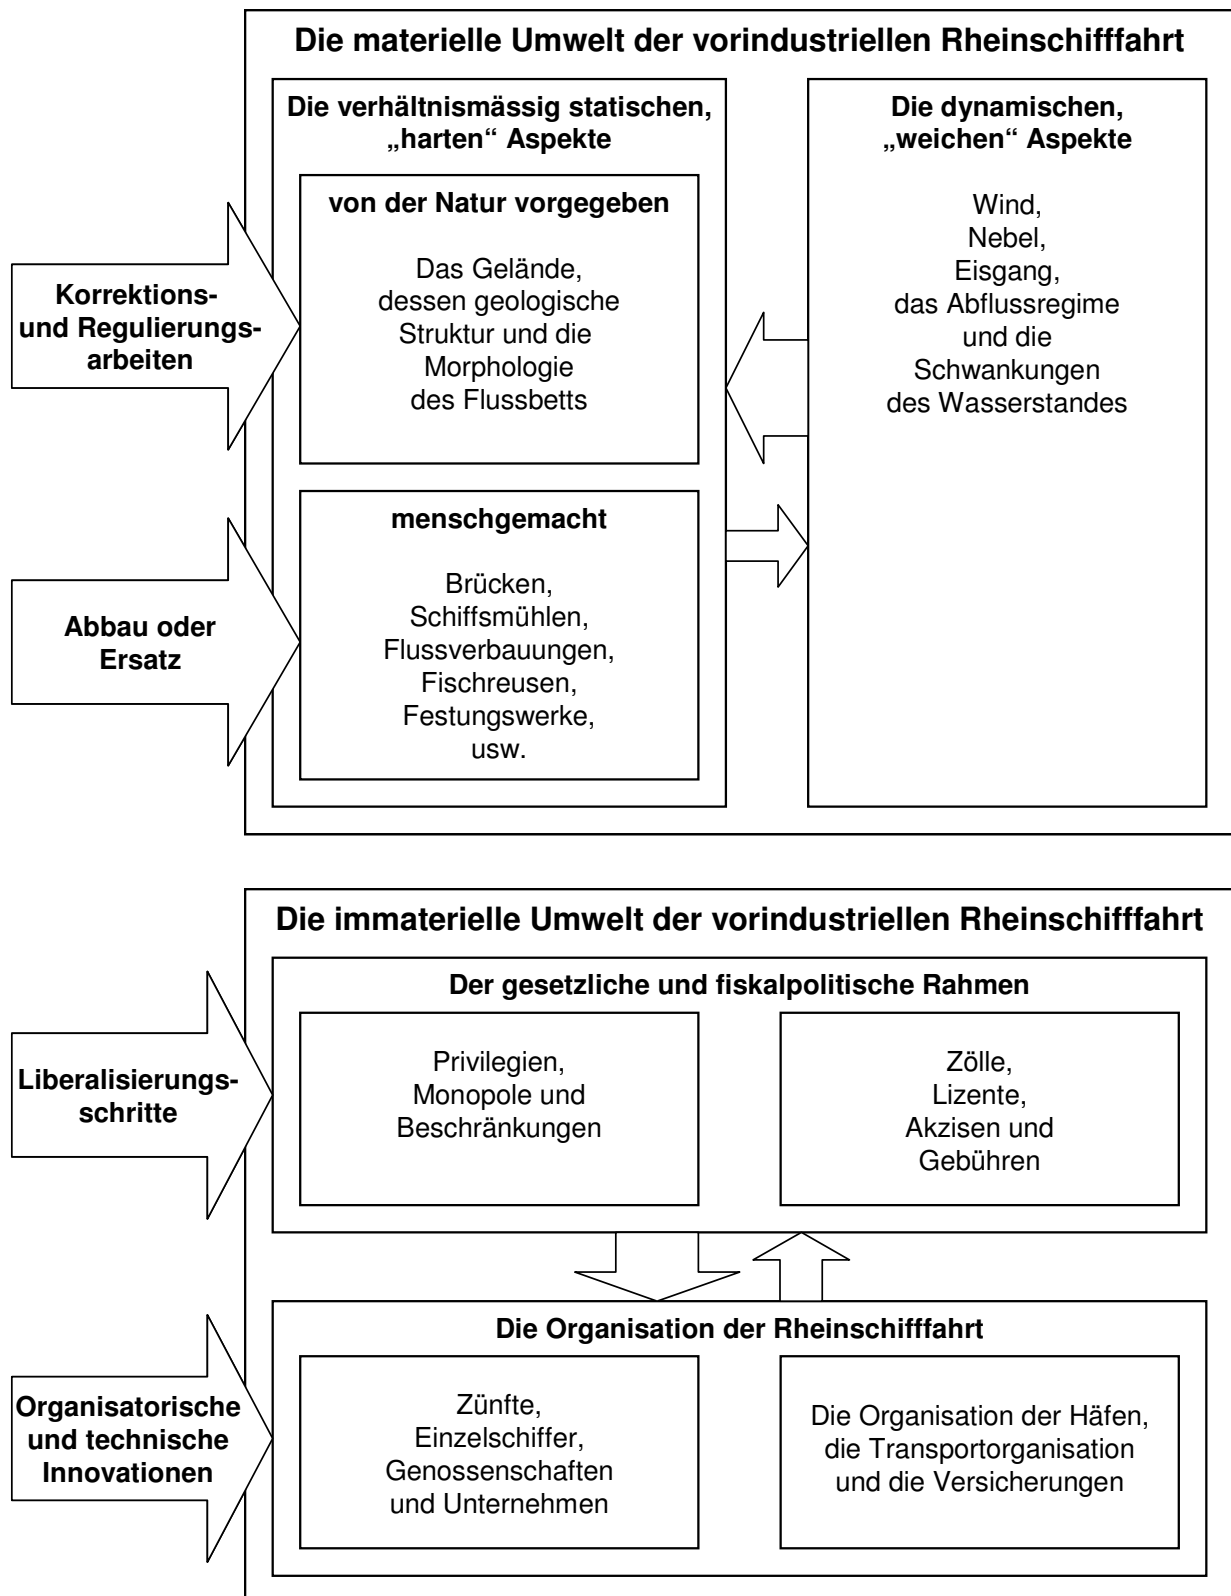 Die materielle Umwelt der vorindustriellen Rheinschifffahrt
Die verhältnismässig statischen,
„harten“ Aspekte
von der Natur vorgegeben
Das Gelände,
dessen geologische
Struktur und die
Morphologie
des Flussbetts
menschgemacht
Brücken,
Schiffsmühlen,
Flussverbauungen,
Fischreusen,
Festungswerke,
usw.
Die dynamischen,
„weichen“ Aspekte
Wind,
Nebel,
Eisgang,
das Abflussregime
und die
Schwankungen
des Wasserstandes
Korrektions-
und Regulierungs-
arbeiten
Abbau oder
Ersatz
Die immaterielle Umwelt der vorindustriellen Rheinschifffahrt
Der gesetzliche und fiskalpolitische Rahmen
Privilegien,
Monopole und
Beschränkungen
Zölle,
Lizente,
Akzisen und
Gebühren
Liberalisierungs-
schritte
Die Organisation der Rheinschifffahrt
Zünfte,
Einzelschiffer,
Genossenschaften
und Unternehmen
Die Organisation der Häfen,
die Transportorganisation
und die Versicherungen
Organisatorische
und technische
Innovationen